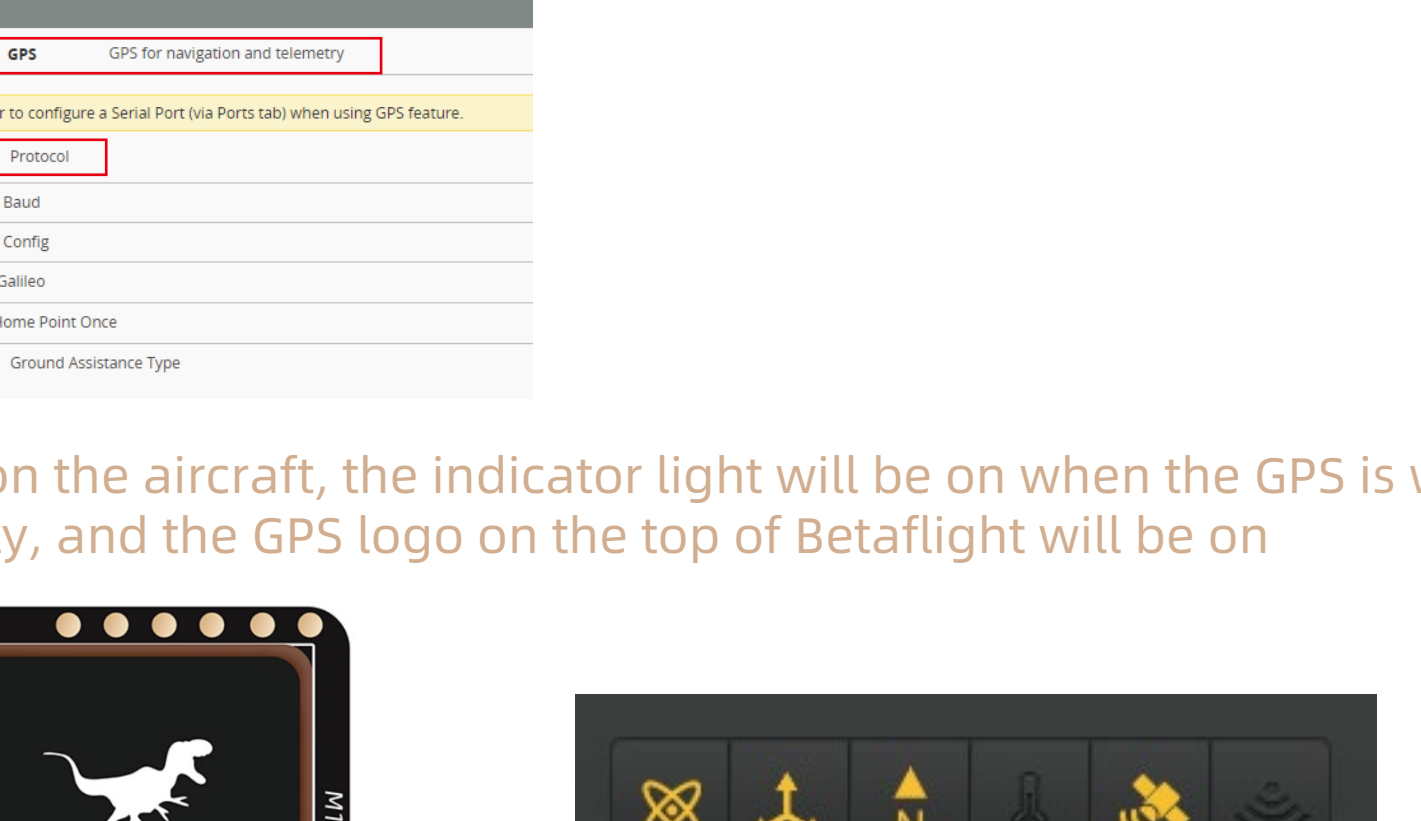 GPS GPS for navigation and telemetry
to configure a Serial Port (via Ports tab) when using GPS feature.
Protocol
Baud
Config
Galileo
Home Point Once
Ground Assistance Type
on the aircraft, the indicator light will be on when the GPS is
and the GPS logo on the top of Betaflight will be on
N